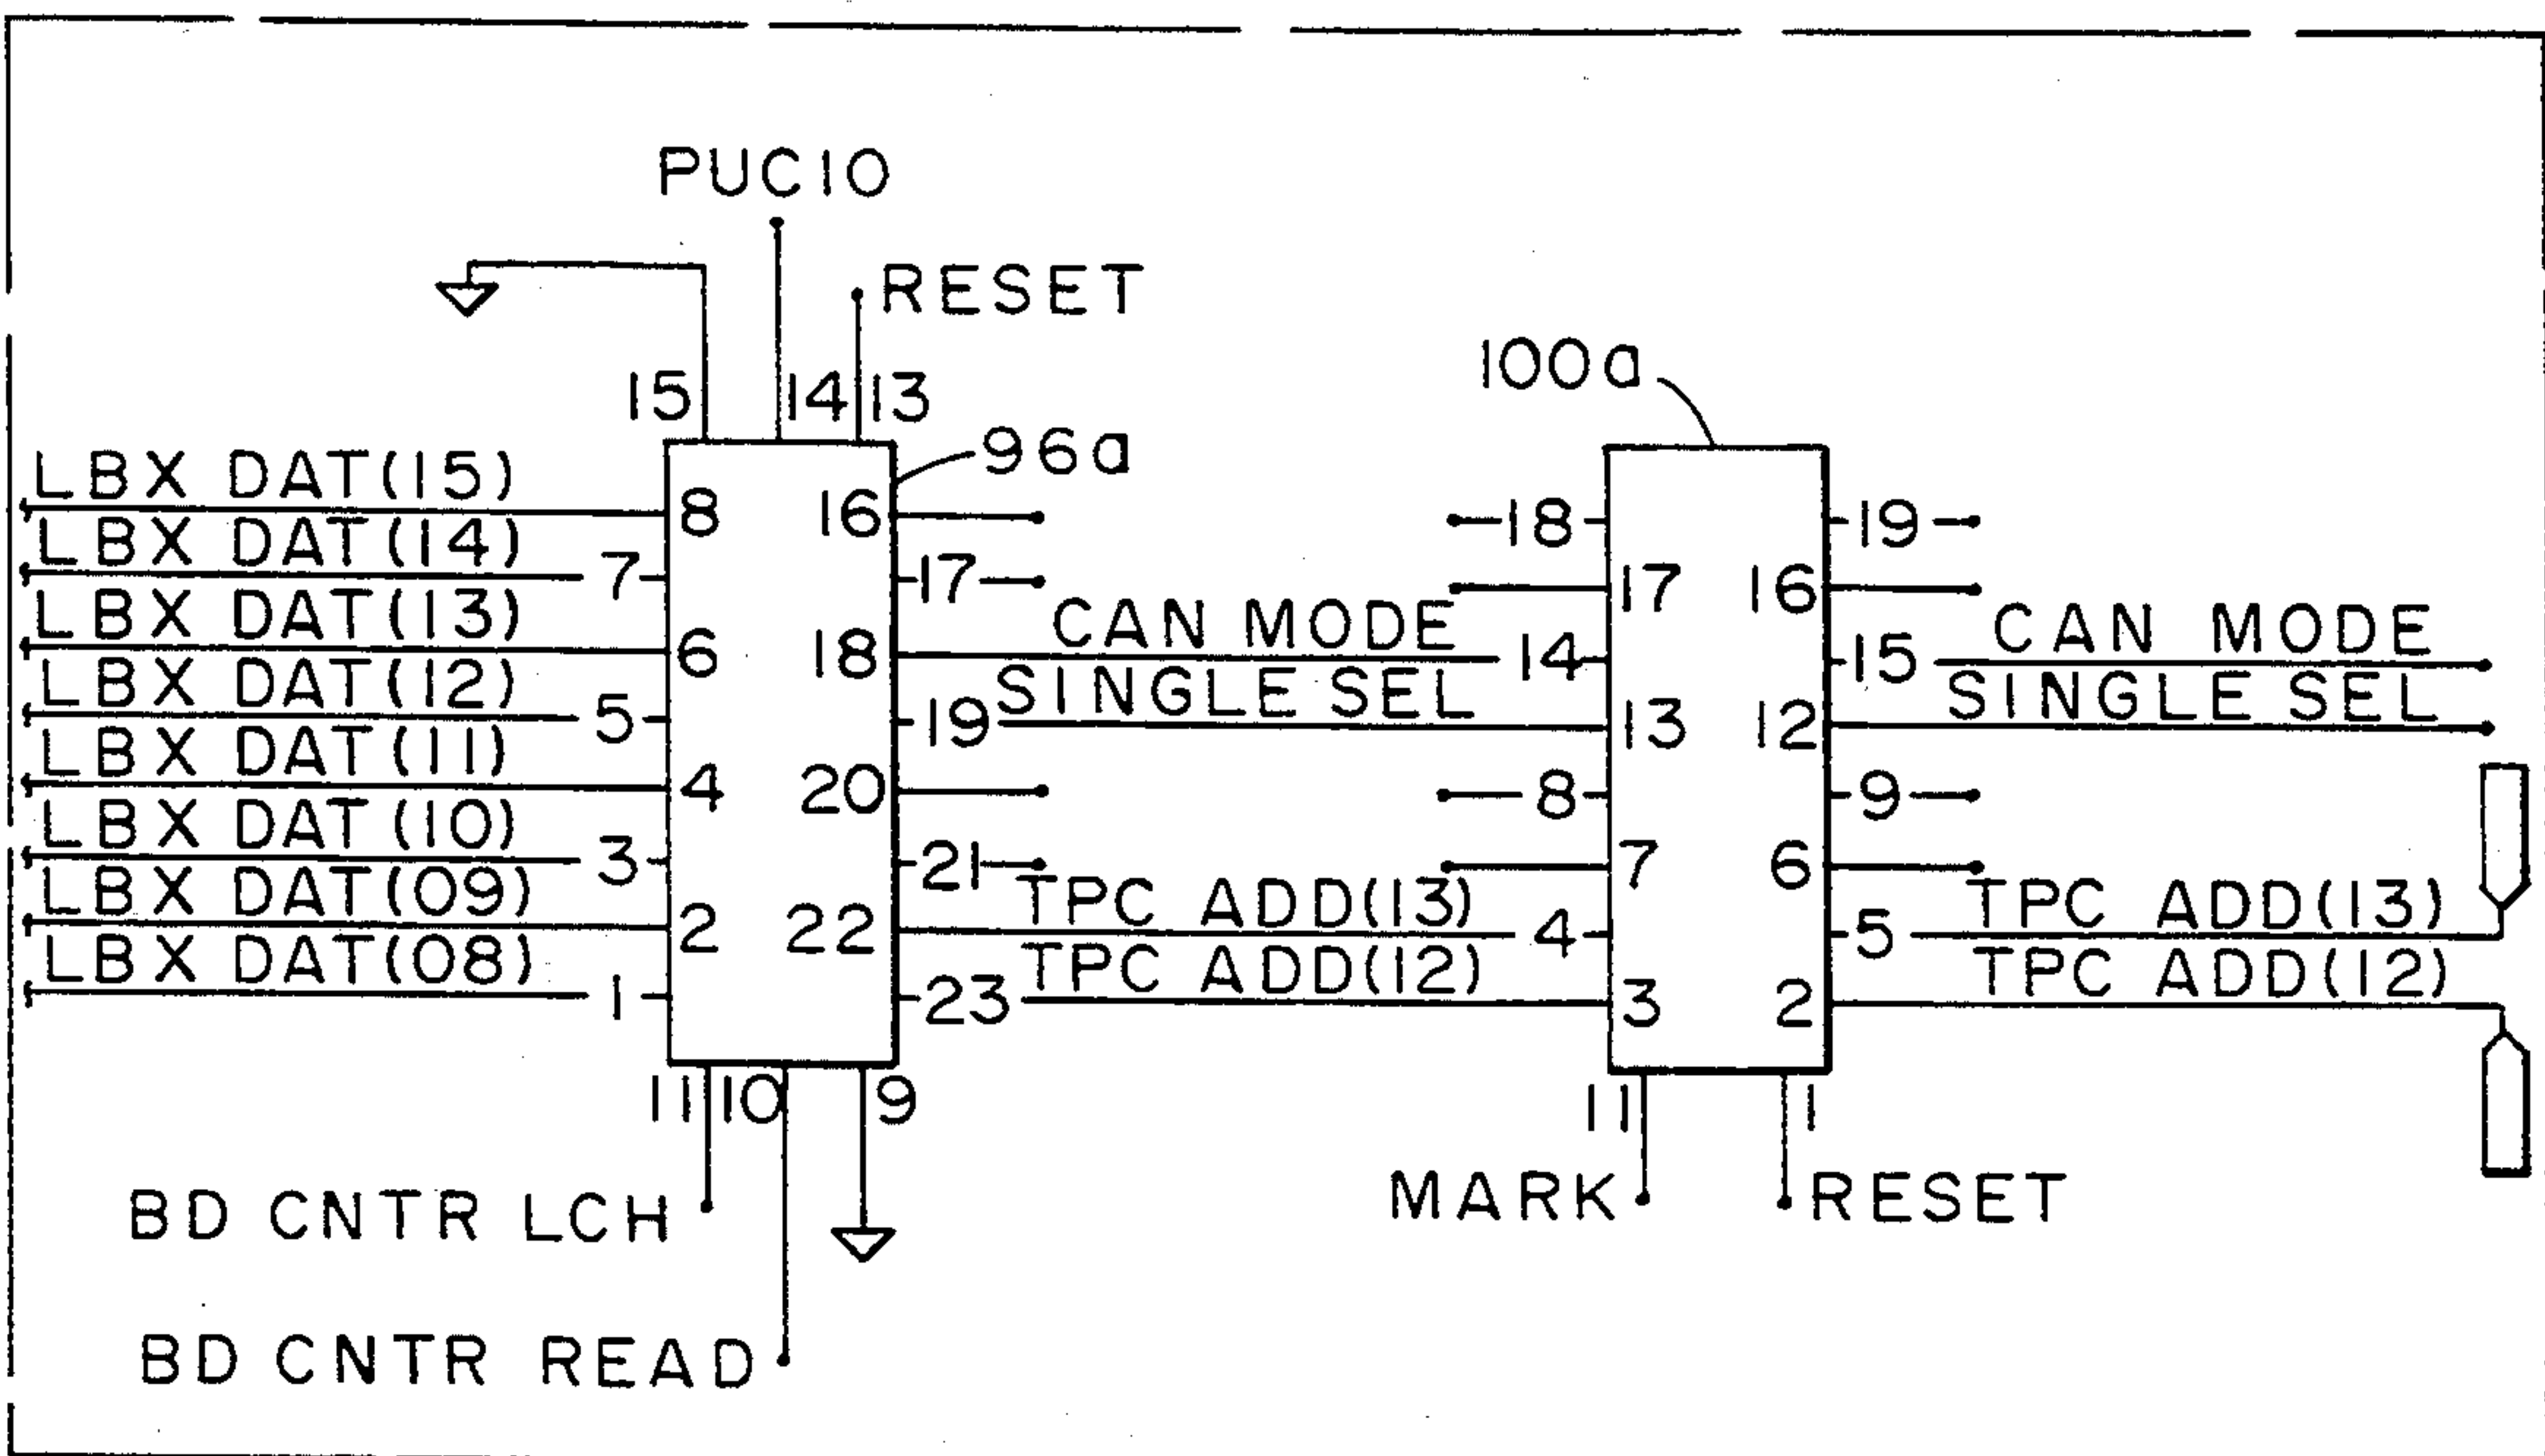 PUC10
RESET
15 14 13
100a
96a
LBX DAT(15) 8 16 18 19
LBX DAT(14) 7 17 17 16
LBX DAT(13) 6 18 CAN MODE 14 15 CAN MODE
LBX DAT(12) 5 19 SINGLE SEL 13 12 SINGLE SEL
LBX DAT(11) 4 20 8 9
LBX DAT(10) 3 21 7 6
LBX DAT(09) 2 22 TPC ADD(13) 4 5 TPC ADD(13)
LBX DAT(08) 1 23 TPC ADD(12) 3 2 TPC ADD(12)
11 10 9 11 1
BD CNTR LCH MARK RESET
BD CNTR READ